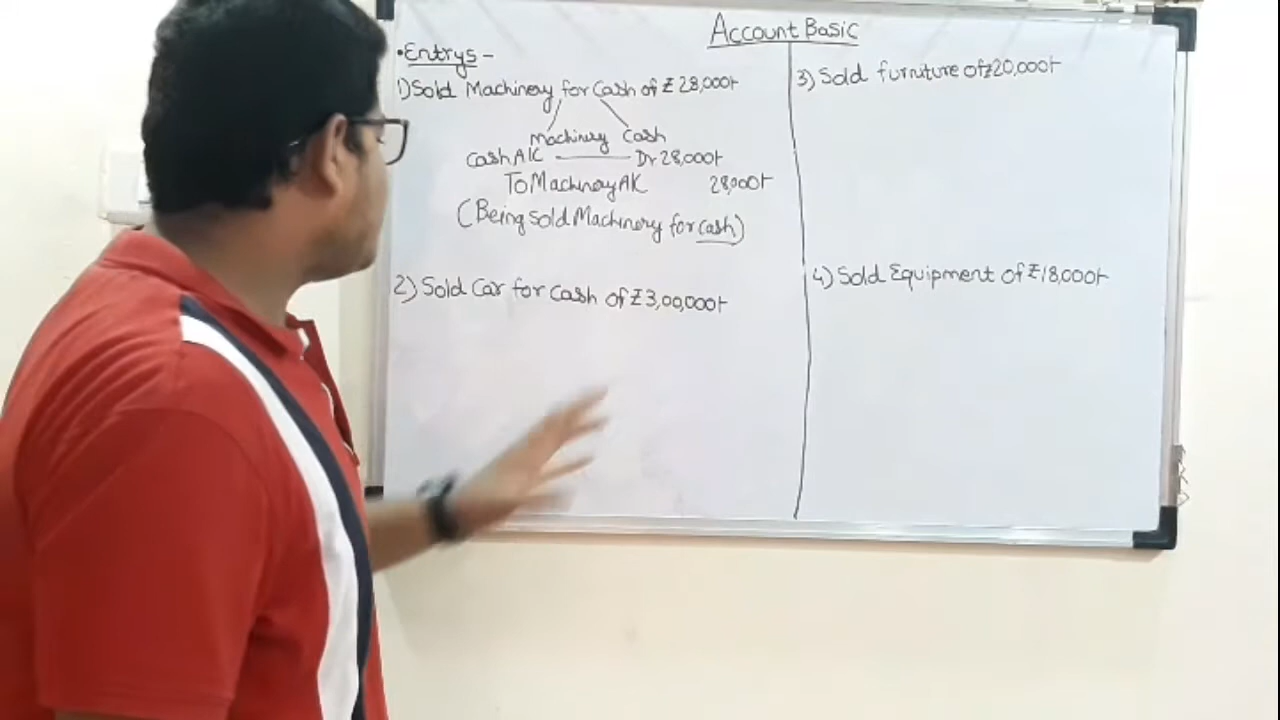 Account Basic
•Entrys -
1) Sold Machinery for Cash of ₹ 28,000/-
Machinery Cash
Cash A/c ——— Dr 28,000/-
To Machinery A/c 28,000/-
(Being sold Machinery for cash)
2) Sold Car for Cash of ₹ 3,00,000/-
3) Sold furniture of ₹20,000/-
4) Sold Equipment of ₹18,000/-